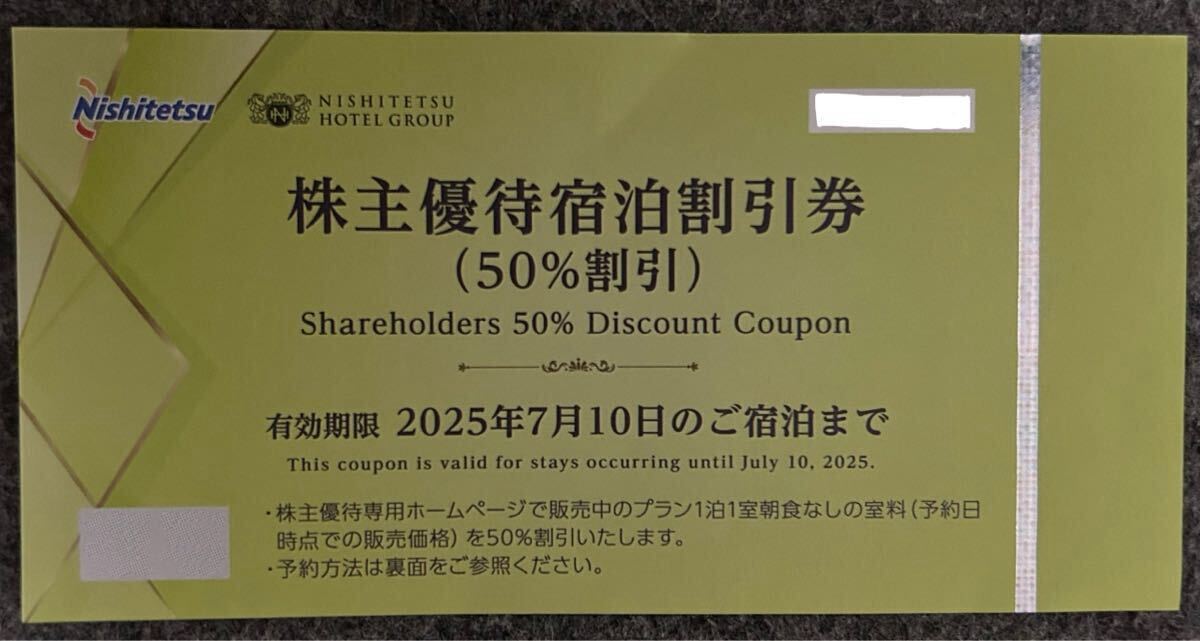 Nishitetsu
NISHITETSU
HOTEL GROUP
株主優待宿泊割引券
（50%割引）
Shareholders 50% Discount Coupon
有効期限 2025年7月10日のご宿泊まで
This coupon is valid for stays occurring until July 10, 2025.
・株主優待専用ホームページで販売中のプラン1泊1室朝食なしの室料（予約日
時点での販売価格）を50%割引いたします。
・予約方法は裏面をご参照ください。